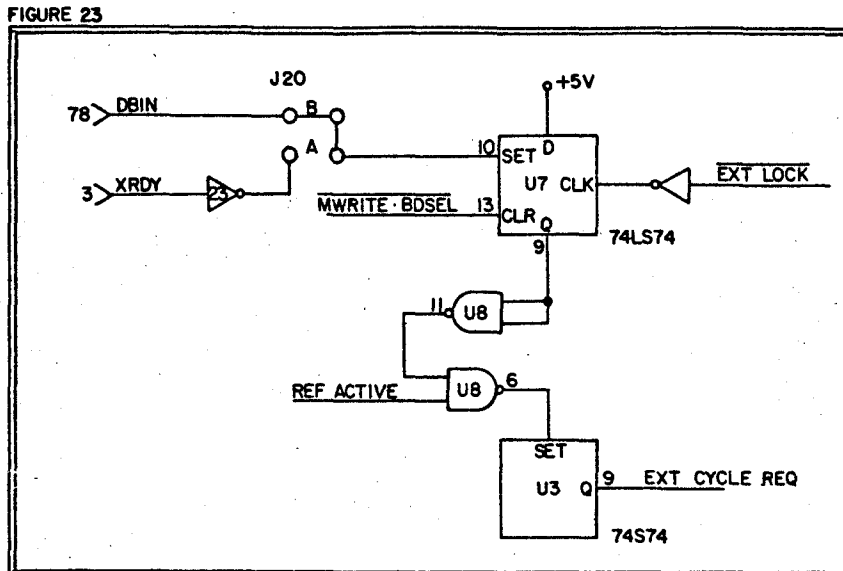 FIGURE 23
J20
+5V
78 DBIN
B
A
10 SET D
U7 CLK
EXT LOCK
3 XRDY
23
MWRITE · BDSEL
13 CLR Q
9
74LS74
11 U8
REF ACTIVE
U8 6
SET
U3 Q 9 EXT CYCLE REQ
74S74